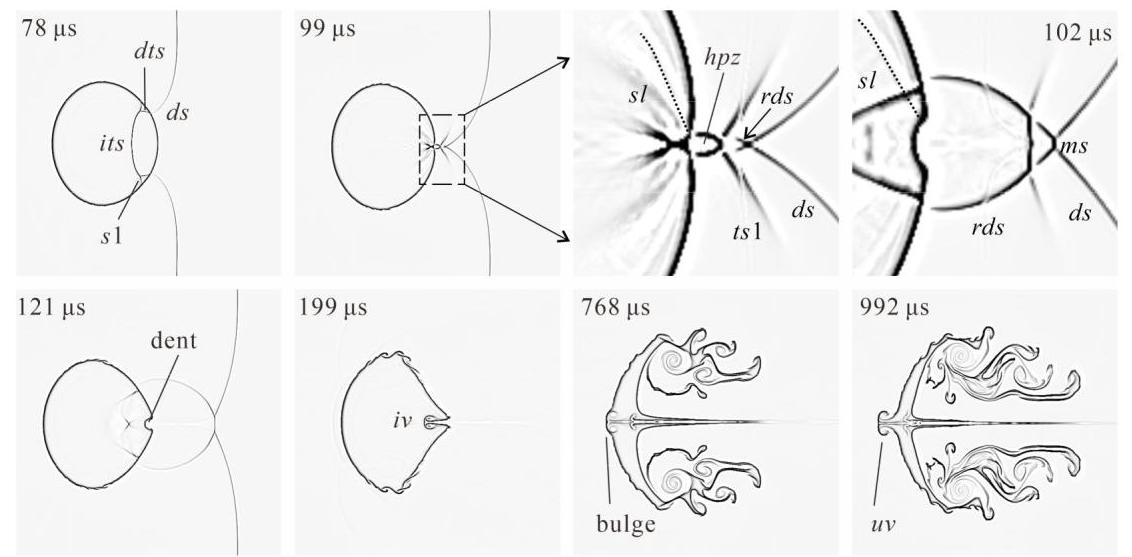 78 μs
dts
ds
its
s1
99 μs
hpz
sl
rds
ds
ts1
102 μs
sl
ms
ds
rds
121 μs
dent
199 μs
iv
768 μs
bulge
992 μs
uv